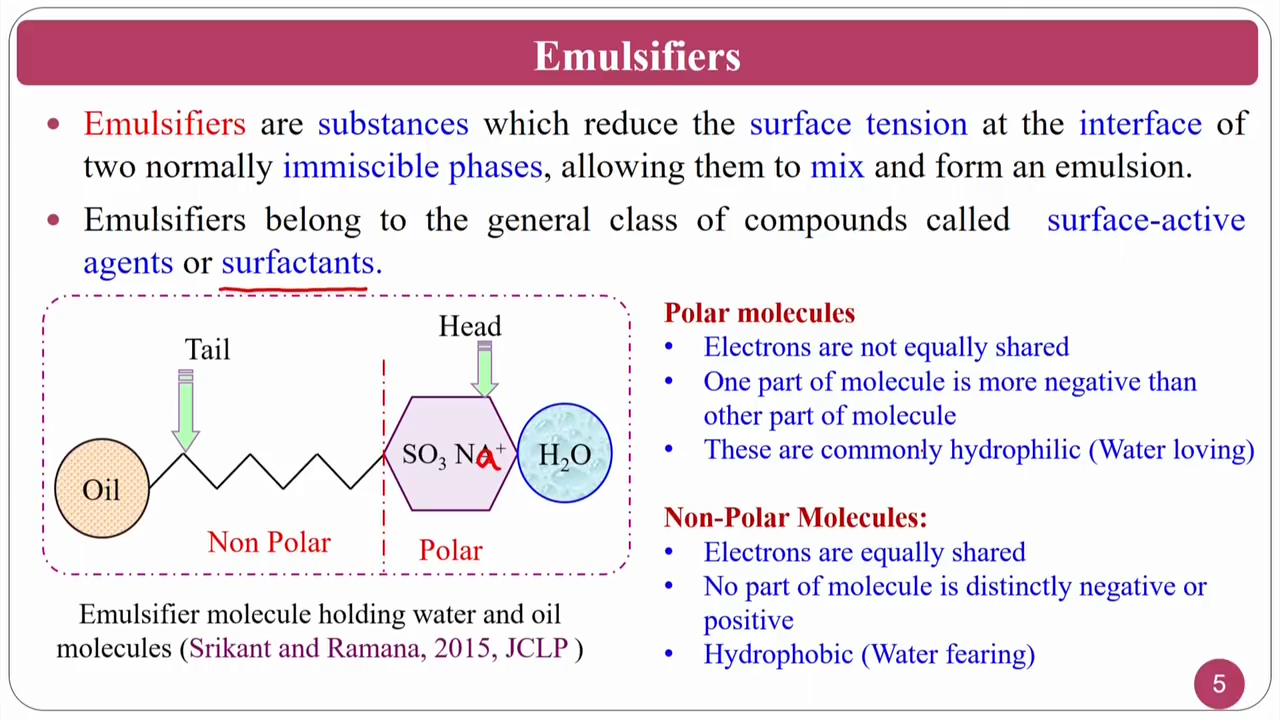 Emulsifiers
• Emulsifiers are substances which reduce the surface tension at the interface of
two normally immiscible phases, allowing them to mix and form an emulsion.
• Emulsifiers belong to the general class of compounds called surface-active
agents or surfactants.
Tail
Head
Oil
SO₃ NA⁺
a
H₂O
Non Polar
Polar
Emulsifier molecule holding water and oil
molecules (Srikant and Ramana, 2015, JCLP )
Polar molecules
• Electrons are not equally shared
• One part of molecule is more negative than
other part of molecule
• These are commonly hydrophilic (Water loving)
Non-Polar Molecules:
• Electrons are equally shared
• No part of molecule is distinctly negative or
positive
• Hydrophobic (Water fearing)
5